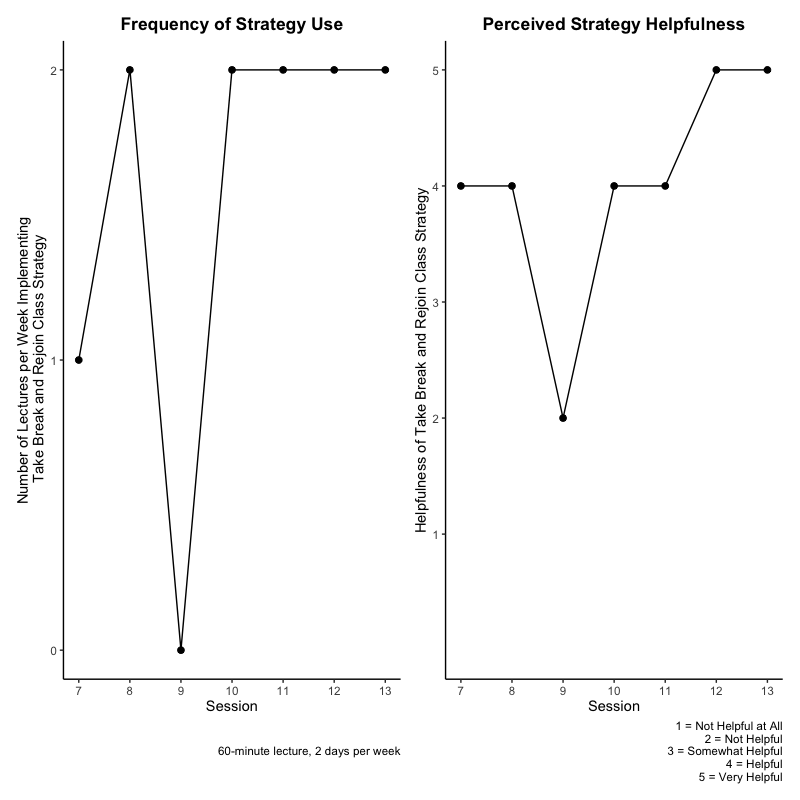 Frequency of Strategy Use
Number of Lectures per Week Implementing
Take Break and Rejoin Class Strategy
2
1
0
7 8 9 10 11 12 13
Session
60-minute lecture, 2 days per week
Perceived Strategy Helpfulness
Helpfulness of Take Break and Rejoin Class Strategy
5
4
3
2
1
7 8 9 10 11 12 13
Session
1 = Not Helpful at All
2 = Not Helpful
3 = Somewhat Helpful
4 = Helpful
5 = Very Helpful